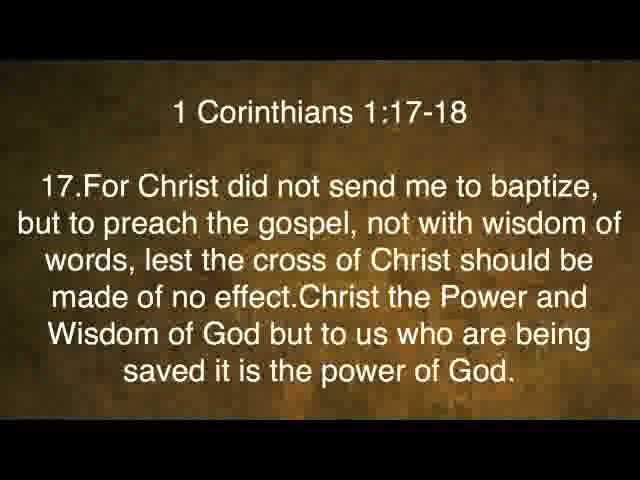 1 Corinthians 1:17-18
17.For Christ did not send me to baptize,
but to preach the gospel, not with wisdom of
words, lest the cross of Christ should be
made of no effect.Christ the Power and
Wisdom of God but to us who are being
saved it is the power of God.